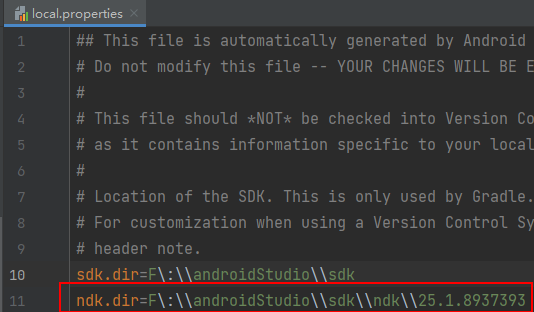 local.properties
1 ## This file is automatically generated by Android
2 # Do not modify this file -- YOUR CHANGES WILL BE E
3 #
4 # This file should *NOT* be checked into Version Co
5 # as it contains information specific to your local
6 #
7 # Location of the SDK. This is only used by Gradle.
8 # For customization when using a Version Control Sy
9 # header note.
10 sdk.dir=F\:\\androidStudio\\sdk
11 ndk.dir=F\:\\androidStudio\\sdk\\ndk\\25.1.8937393